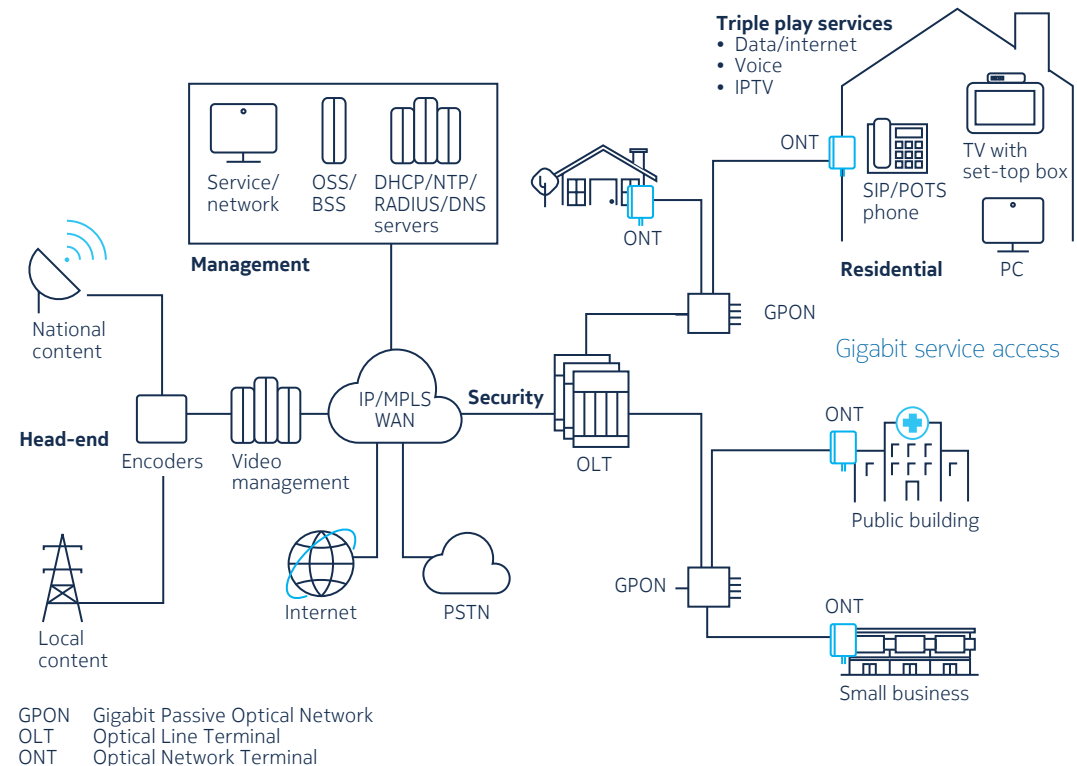 Triple play services
• Data/internet
• Voice
• IPTV
Service/
network
OSS/
BSS
DHCP/NTP/
RADIUS/DNS
servers
Management
ONT
SIP/POTS
phone
TV with
set-top box
PC
Residential
ONT
GPON
Gigabit service access
National
content
Head-end
Encoders
Video
management
IP/MPLS
WAN
Security
OLT
ONT
Public building
Local
content
Internet
PSTN
GPON
ONT
Small business
GPON Gigabit Passive Optical Network
OLT Optical Line Terminal
ONT Optical Network Terminal